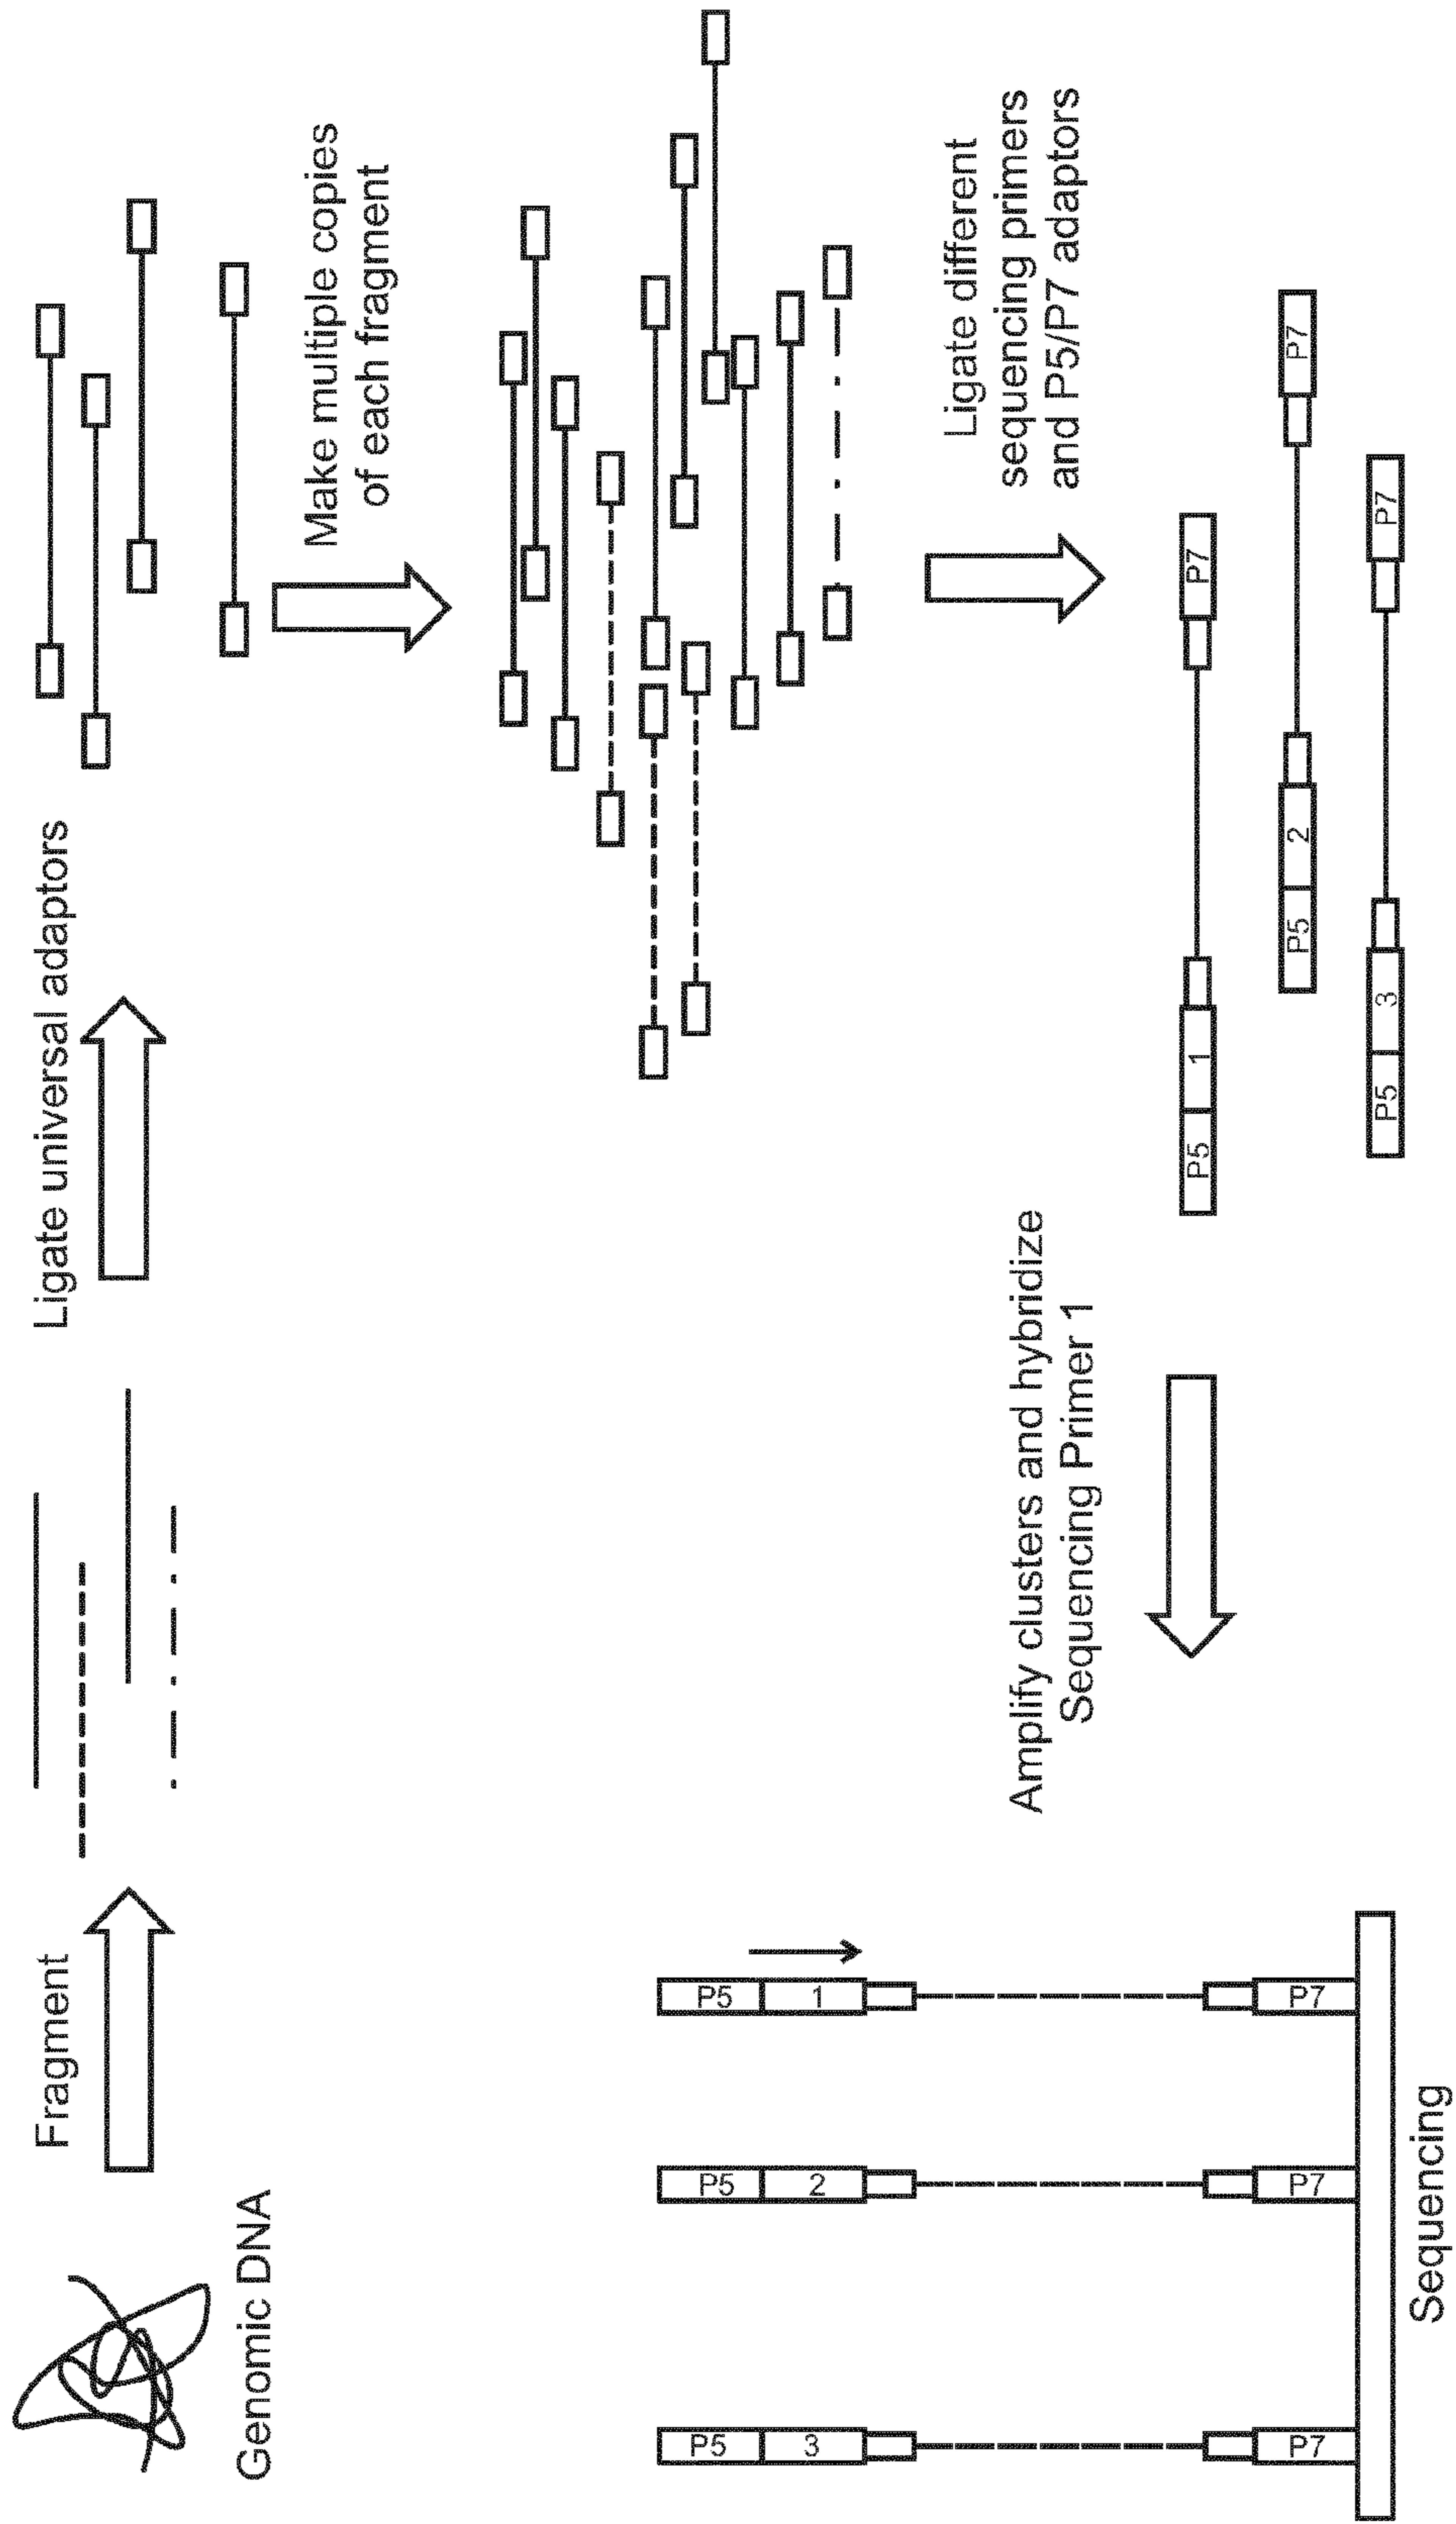 Genomic DNA
Fragment
Ligate universal adaptors
Make multiple copies
of each fragment
Ligate different
sequencing primers
and P5/P7 adaptors
P5 1 P7
P5 2 P7
P5 3 P7
Amplify clusters and hybridize
Sequencing Primer 1
P5 P5 P5
3 2 1
P7 P7 P7
Sequencing